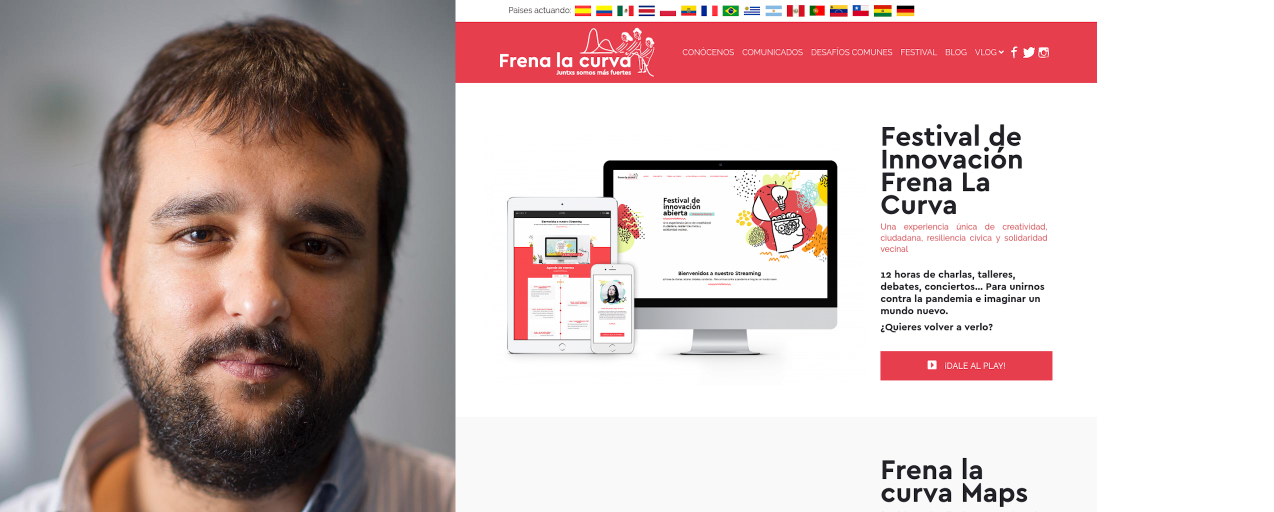 Paises actuando:
Frena la curva
Juntxs somos más fuertes
CONÓCENOS COMUNICADOS DESAFÍOS COMUNES FESTIVAL BLOG VLOG
Festival de
innovación
abierta
Bienvenidos a nuestro Streaming
Festival de
Innovación
Frena La
Curva
Una experiencia única de creatividad,
ciudadana, resiliencia cívica y solidaridad
vecinal
12 horas de charlas, talleres,
debates, conciertos... Para unirnos
contra la pandemia e imaginar un
mundo nuevo.
¿Quieres volver a verlo?
¡DALE AL PLAY!
Frena la
curva Maps